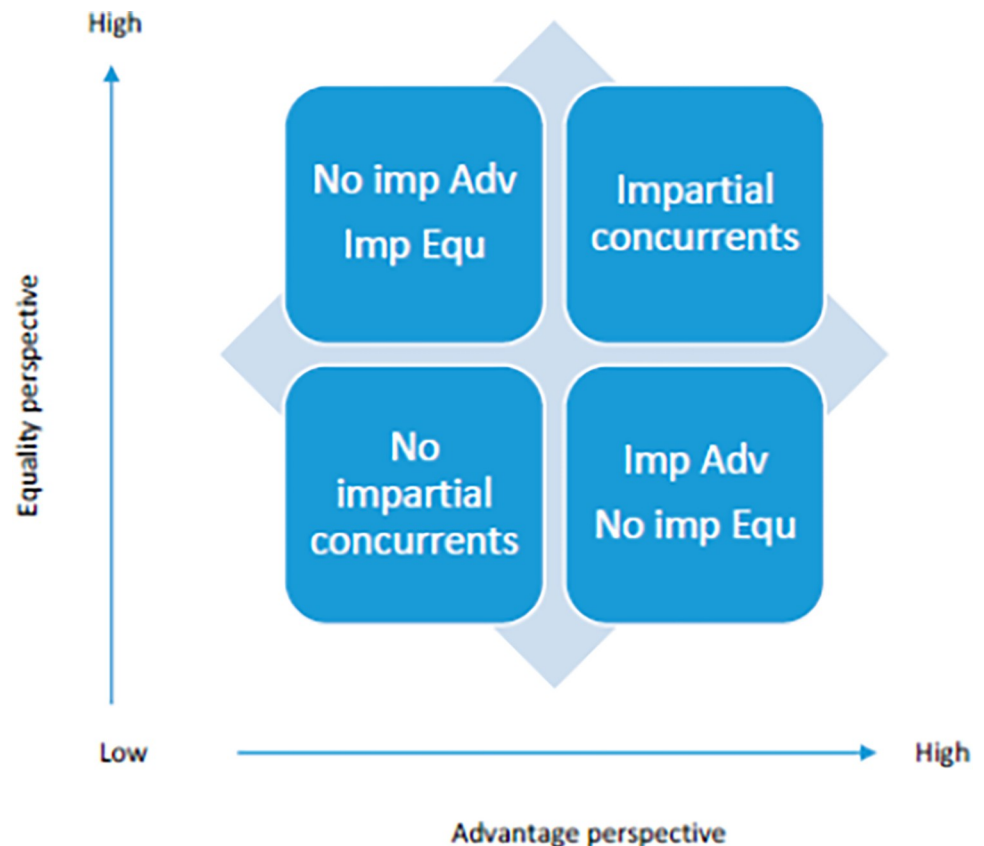 High
No imp Adv
Imp Equ
Impartial
concurrents
Equality perspective
No
impartial
concurrents
Imp Adv
No imp Equ
Low
High
Advantage perspective